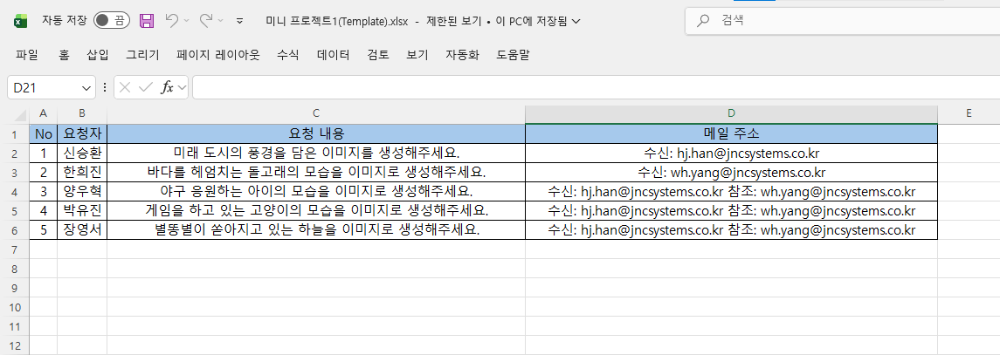 자동 저장 끔 미니 프로젝트1(Template).xlsx - 제한된 보기 • 이 PC에 저장됨 검색
파일 홈 삽입 그리기 페이지 레이아웃 수식 데이터 검토 보기 자동화 도움말
D21 fx
A B C D E
1 No 요청자 요청 내용 메일 주소
2 1 신승환 미래 도시의 풍경을 담은 이미지를 생성해주세요. 수신: hj.han@jncsystems.co.kr
3 2 한희진 바다를 헤엄치는 돌고래의 모습을 이미지로 생성해주세요. 수신: wh.yang@jncsystems.co.kr
4 3 양우혁 야구 응원하는 아이의 모습을 이미지로 생성해주세요. 수신: hj.han@jncsystems.co.kr 참조: wh.yang@jncsystems.co.kr
5 4 박유진 게임을 하고 있는 고양이의 모습을 이미지로 생성해주세요. 수신: hj.han@jncsystems.co.kr 참조: wh.yang@jncsystems.co.kr
6 5 장영서 별똥별이 쏟아지고 있는 하늘을 이미지로 생성해주세요. 수신: hj.han@jncsystems.co.kr 참조: wh.yang@jncsystems.co.kr
7
8
9
10
11
12